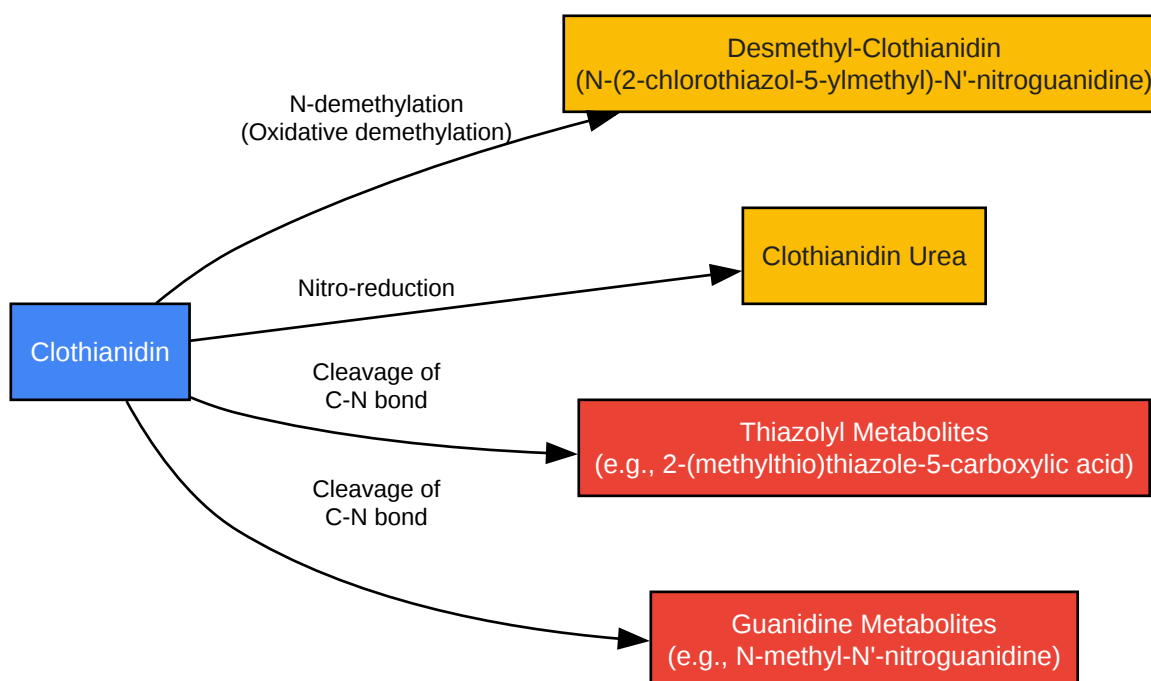 Desmethyl-Clothianidin
(N-(2-chlorothiazol-5-ylmethyl)-N'-nitroguanidine)
N-demethylation
(Oxidative demethylation)
Clothianidin Urea
Nitro-reduction
Clothianidin
Cleavage of
C-N bond
Thiazolyl Metabolites
(e.g., 2-(methylthio)thiazole-5-carboxylic acid)
Cleavage of
C-N bond
Guanidine Metabolites
(e.g., N-methyl-N'-nitroguanidine)